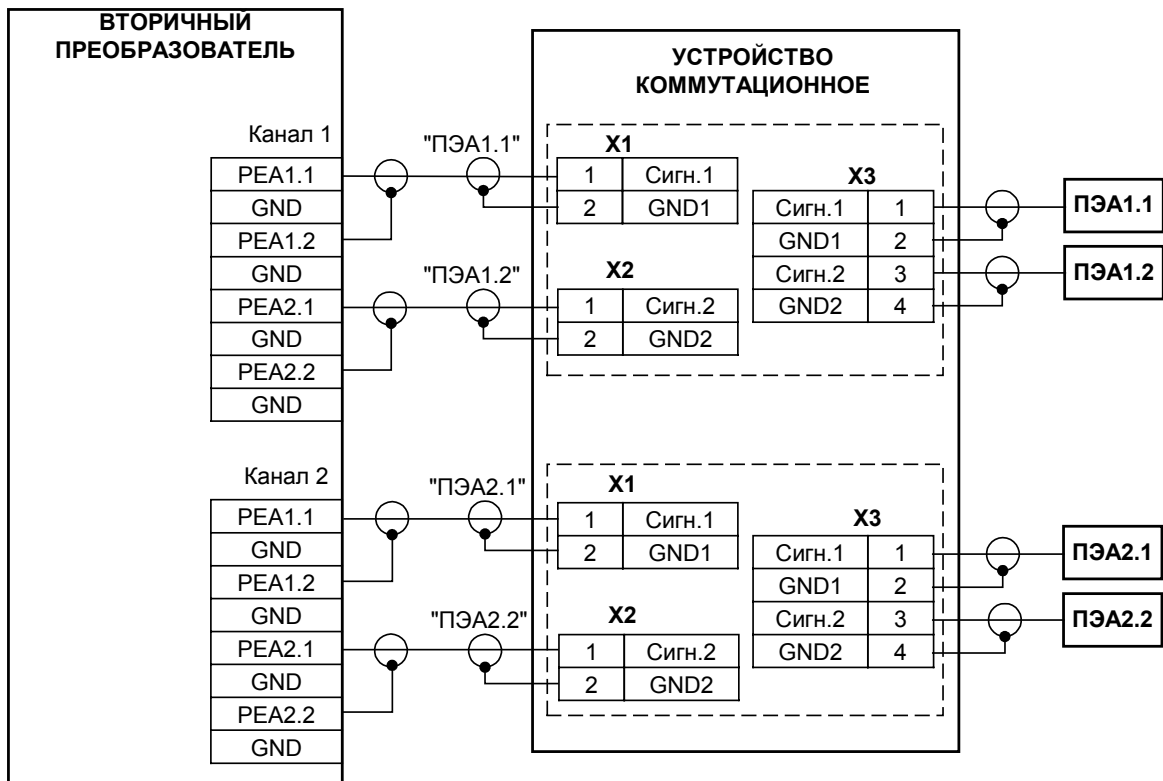 ВТОРИЧНЫЙ
ПРЕОБРАЗОВАТЕЛЬ
УСТРОЙСТВО
КОММУТАЦИОННОЕ
Канал 1
PEA1.1
GND
PEA1.2
GND
PEA2.1
GND
PEA2.2
GND
"ПЭА1.1"
"ПЭА1.2"
X1
1 Сигн.1
2 GND1
X2
1 Сигн.2
2 GND2
X3
Сигн.1 1
GND1 2
Сигн.2 3
GND2 4
ПЭА1.1
ПЭА1.2
Канал 2
PEA1.1
GND
PEA1.2
GND
PEA2.1
GND
PEA2.2
GND
"ПЭА2.1"
"ПЭА2.2"
X1
1 Сигн.1
2 GND1
X2
1 Сигн.2
2 GND2
X3
Сигн.1 1
GND1 2
Сигн.2 3
GND2 4
ПЭА2.1
ПЭА2.2